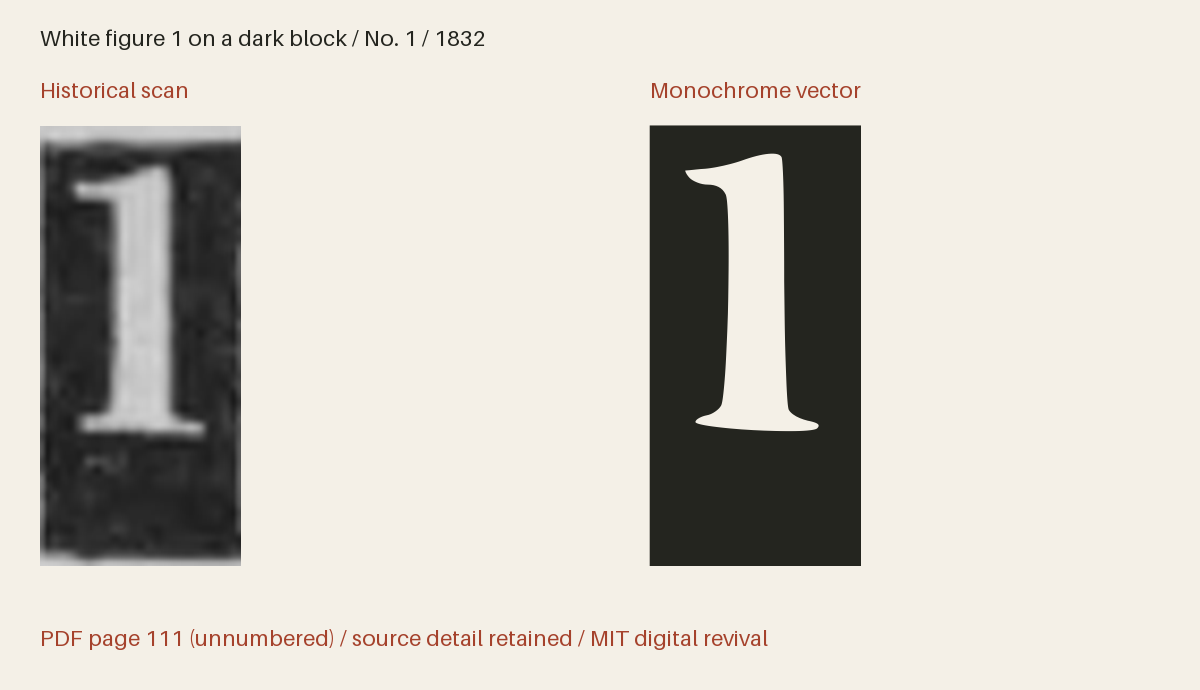 White figure 1 on a dark block / No. 1 / 1832
Historical scan
Monochrome vector
1
1
PDF page 111 (unnumbered) / source detail retained / MIT digital revival